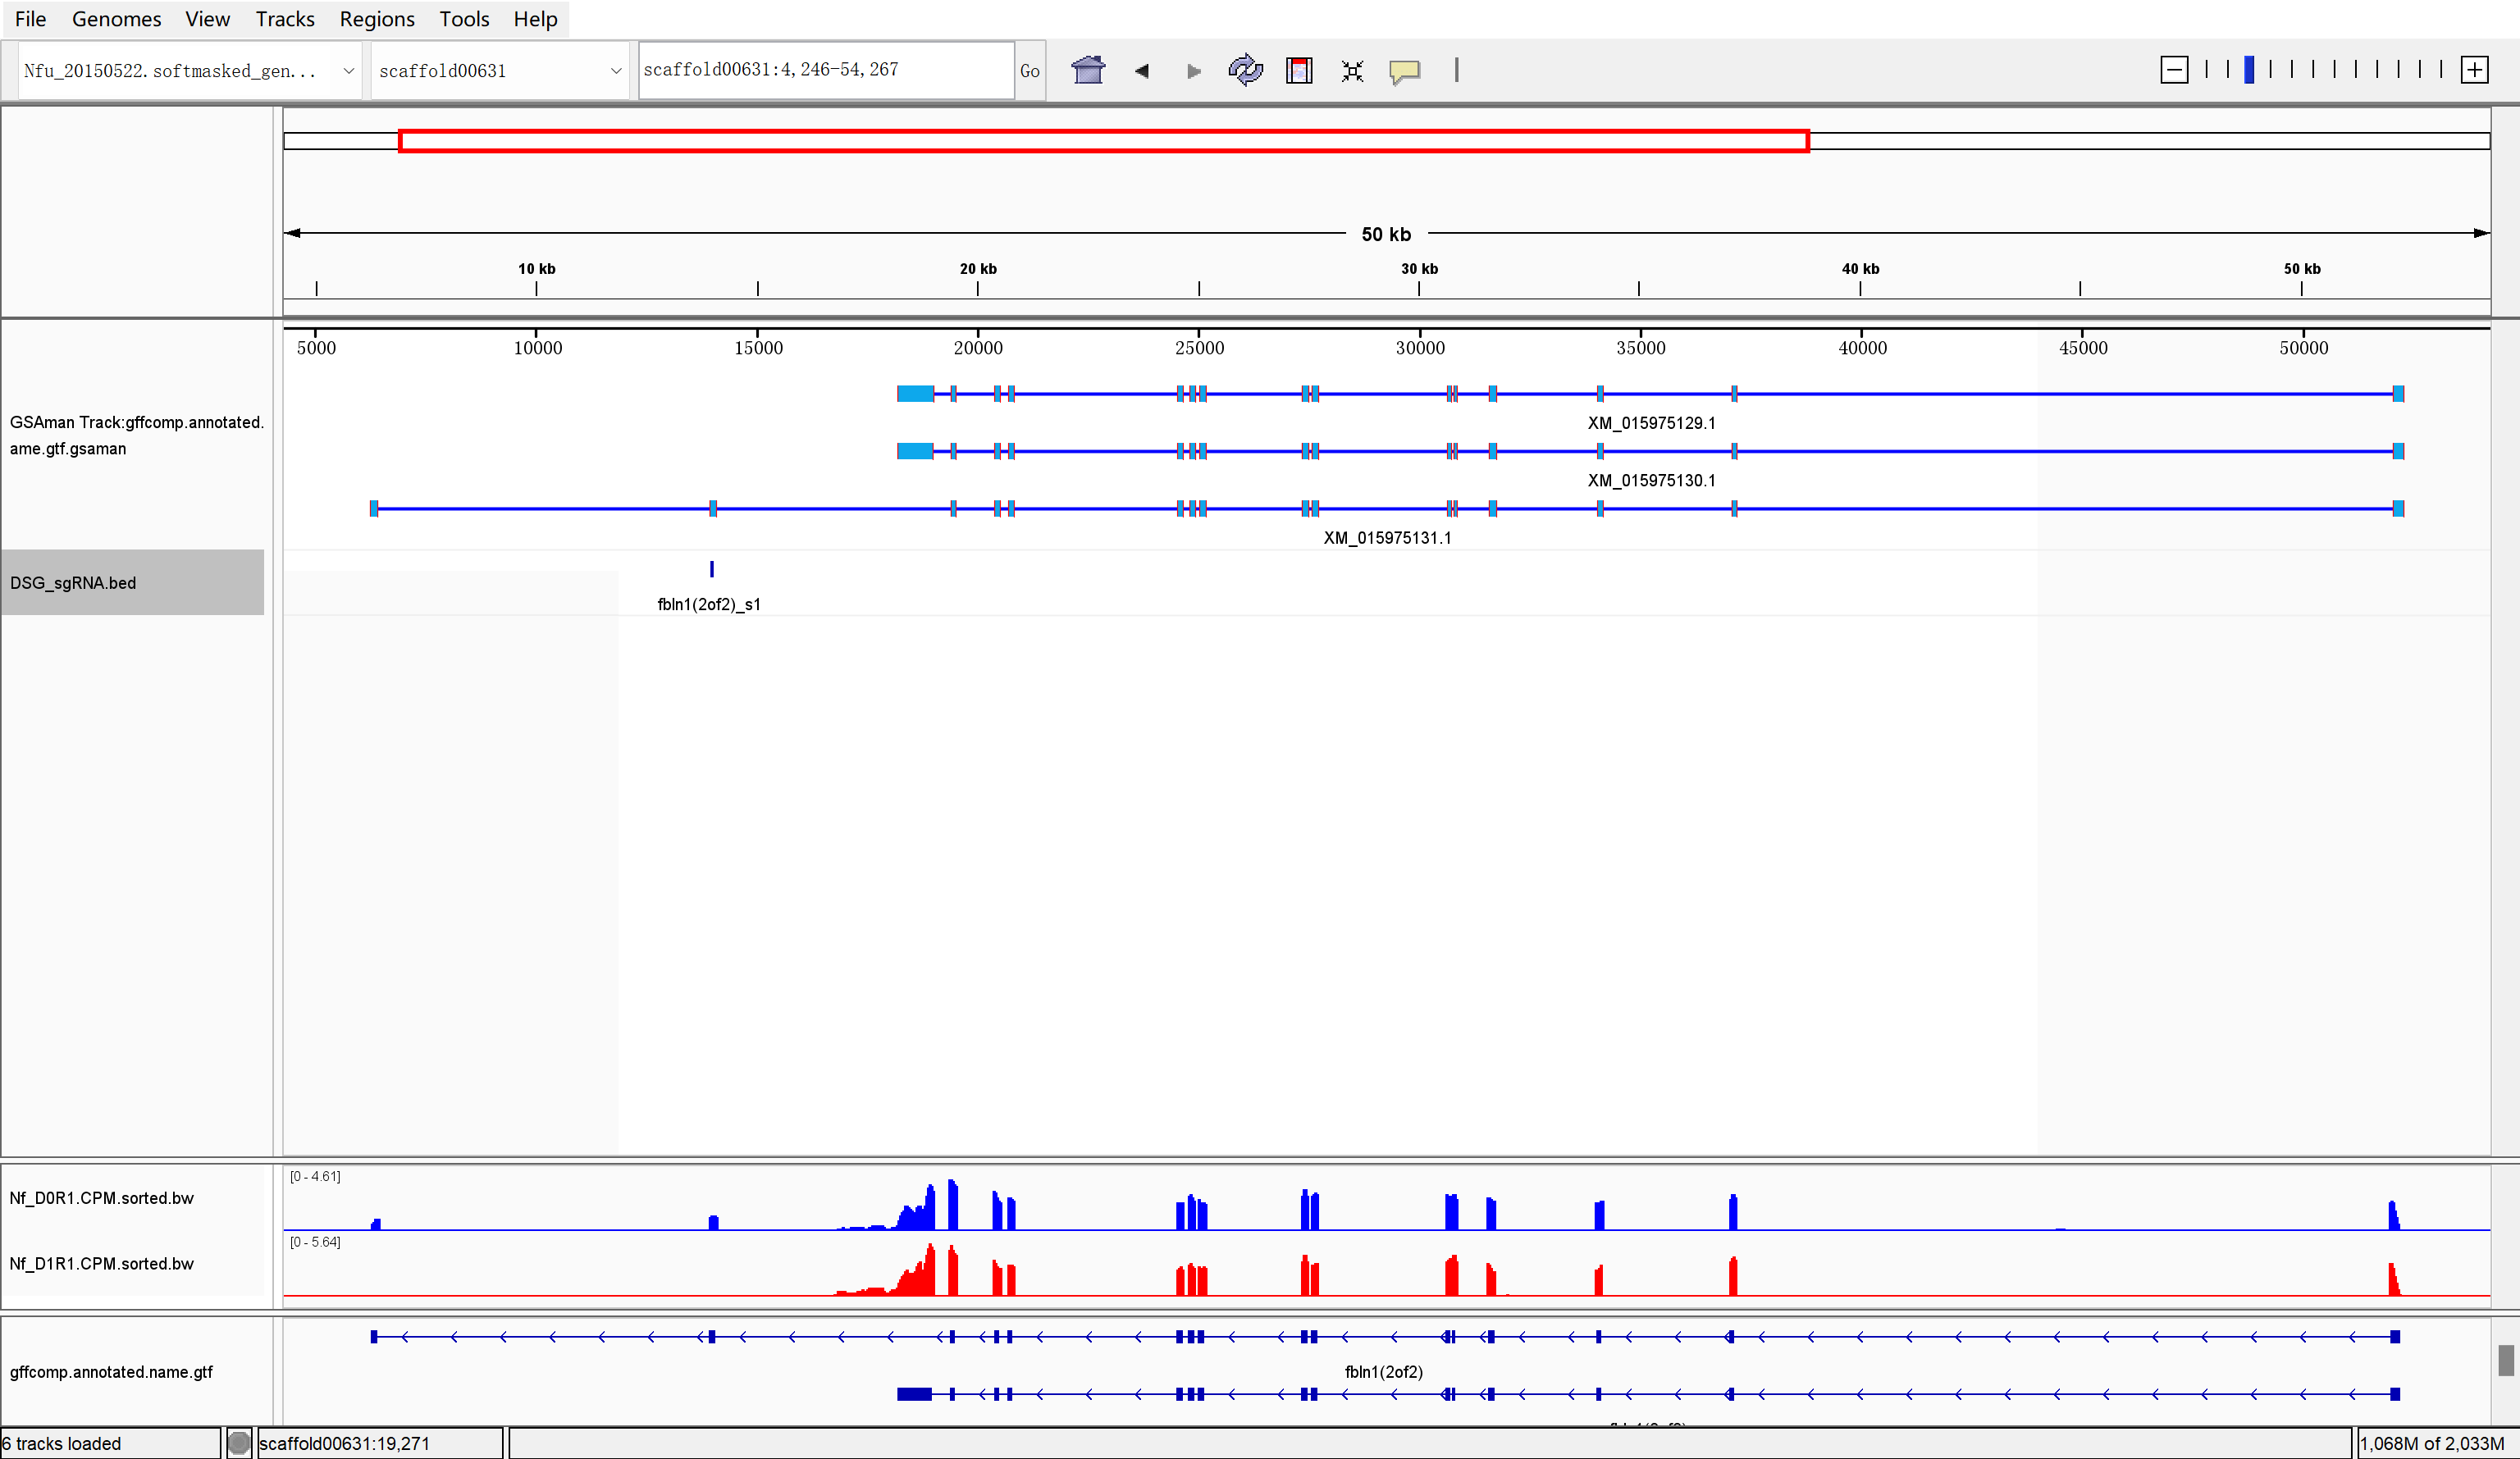 File Genomes View Tracks Regions Tools Help
Nfu_20150522.softmasked_gen... scaffold00631 scaffold00631:4,246-54,267 Go
50 kb
10 kb 20 kb 30 kb 40 kb 50 kb
5000 10000 15000 20000 25000 30000 35000 40000 45000 50000
GSAman Track:gffcomp.annotated.
ame.gtf.gsaman
XM_015975129.1
XM_015975130.1
XM_015975131.1
DSG_sgRNA.bed
fbln1(2of2)_s1
[0 - 4.61]
Nf_D0R1.CPM.sorted.bw
[0 - 5.64]
Nf_D1R1.CPM.sorted.bw
gffcomp.annotated.name.gtf
fbln1(2of2)
6 tracks loaded scaffold00631:19,271 1,068M of 2,033M